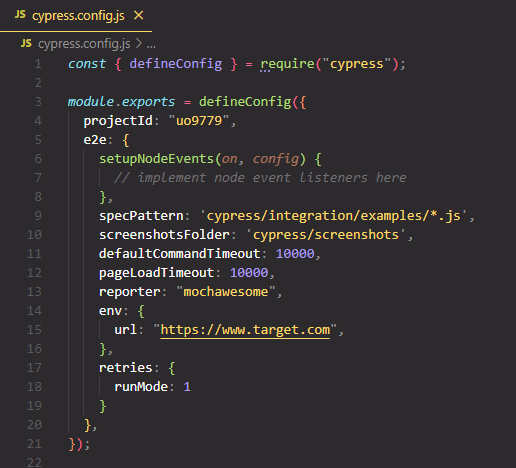 JS cypress.config.js ×
JS cypress.config.js > ...
1 const { defineConfig } = require("cypress");
2
3 module.exports = defineConfig({
4   projectId: "uo9779",
5   e2e: {
6     setupNodeEvents(on, config) {
7       // implement node event listeners here
8     },
9     specPattern: 'cypress/integration/examples/*.js',
10     screenshotsFolder: 'cypress/screenshots',
11     defaultCommandTimeout: 10000,
12     pageLoadTimeout: 10000,
13     reporter: "mochawesome",
14     env: {
15       url: "https://www.target.com",
16     },
17     retries: {
18       runMode: 1
19     }
20   },
21 });
22